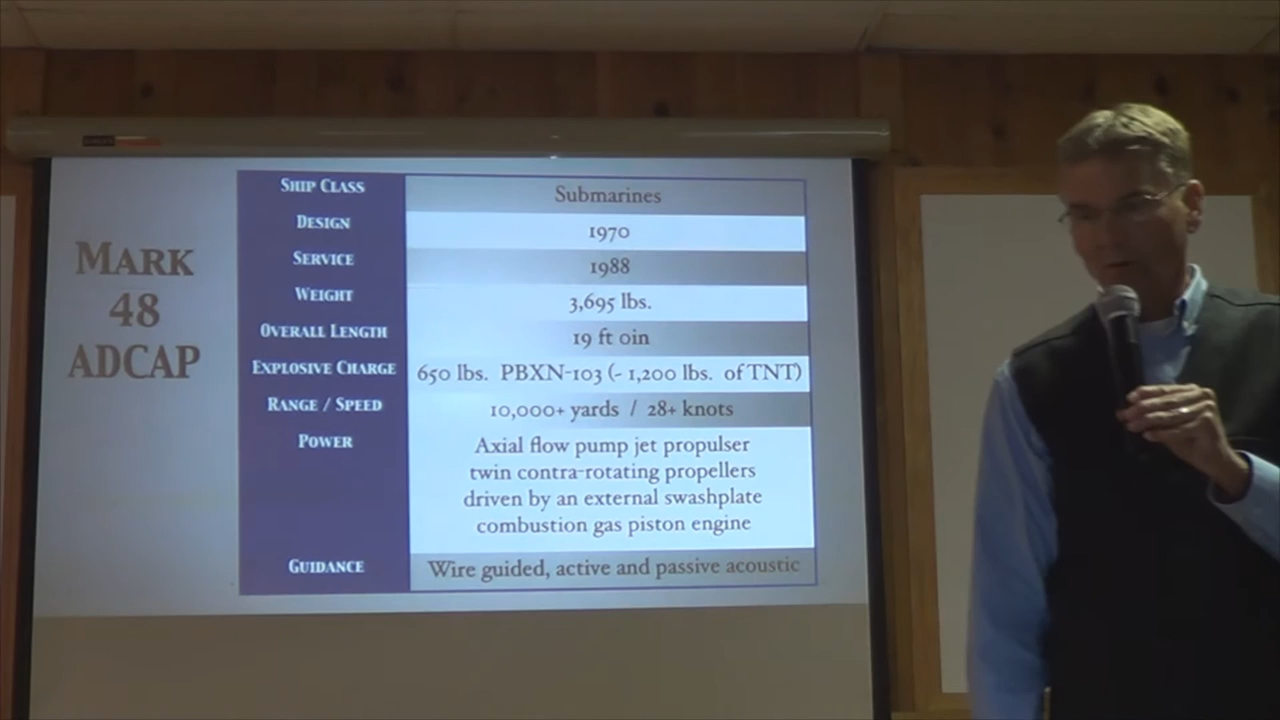 MARK
48
ADCAP
SHIP CLASS Submarines
DESIGN 1970
SERVICE 1988
WEIGHT 3,695 lbs.
OVERALL LENGTH 19 ft 0in
EXPLOSIVE CHARGE 650 lbs. PBXN-103 (~ 1,200 lbs. of TNT)
RANGE / SPEED 10,000+ yards / 28+ knots
POWER Axial flow pump jet propulser
twin contra-rotating propellers
driven by an external swashplate
combustion gas piston engine
GUIDANCE Wire guided, active and passive acoustic